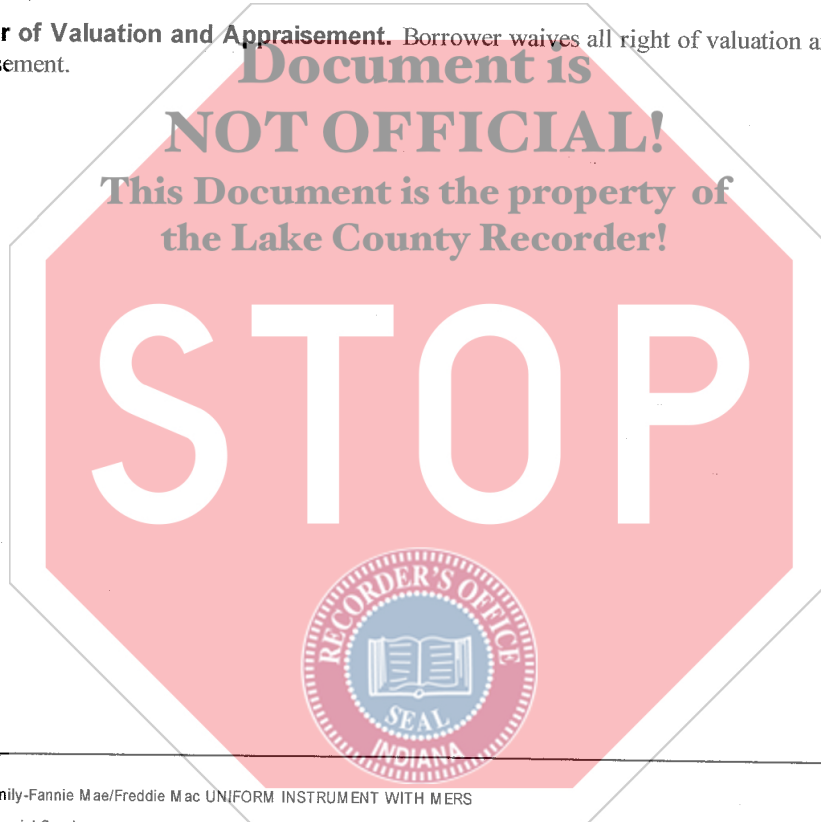 r of Valuation and Appraisement. Borrower waives all right of valuation a
sement.
Document is
NOT OFFICIAL!
This Document is the property of
the Lake County Recorder!
STOP
RECORDER'S OFFICE
SEAL
INDIANA
mily-Fannie Mae/Freddie Mac UNIFORM INSTRUMENT WITH MERS